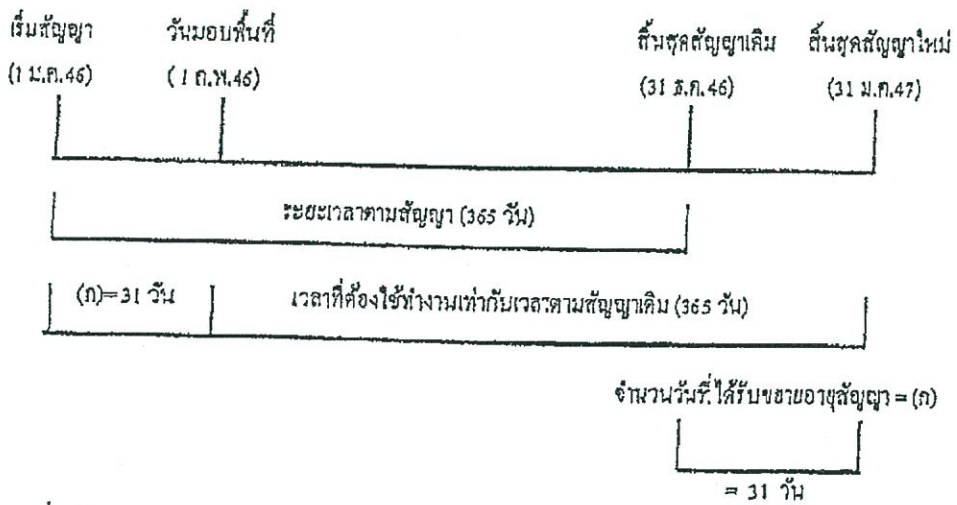 เริ่มสัญญา วันมอบพื้นที่ สิ้นสุดสัญญาเดิม สิ้นสุดสัญญาใหม่
(1 ม.ค.46) (1 ก.พ.46) (31 ธ.ค.46) (31 ม.ค.47)
ระยะเวลาตามสัญญา (365 วัน)
(ก)=31 วัน เวลาที่ต้องใช้ทำงานเท่ากับเวลาตามสัญญาเดิม (365 วัน)
จำนวนวันที่ได้รับขยายอายุสัญญา = (ก)
= 31 วัน